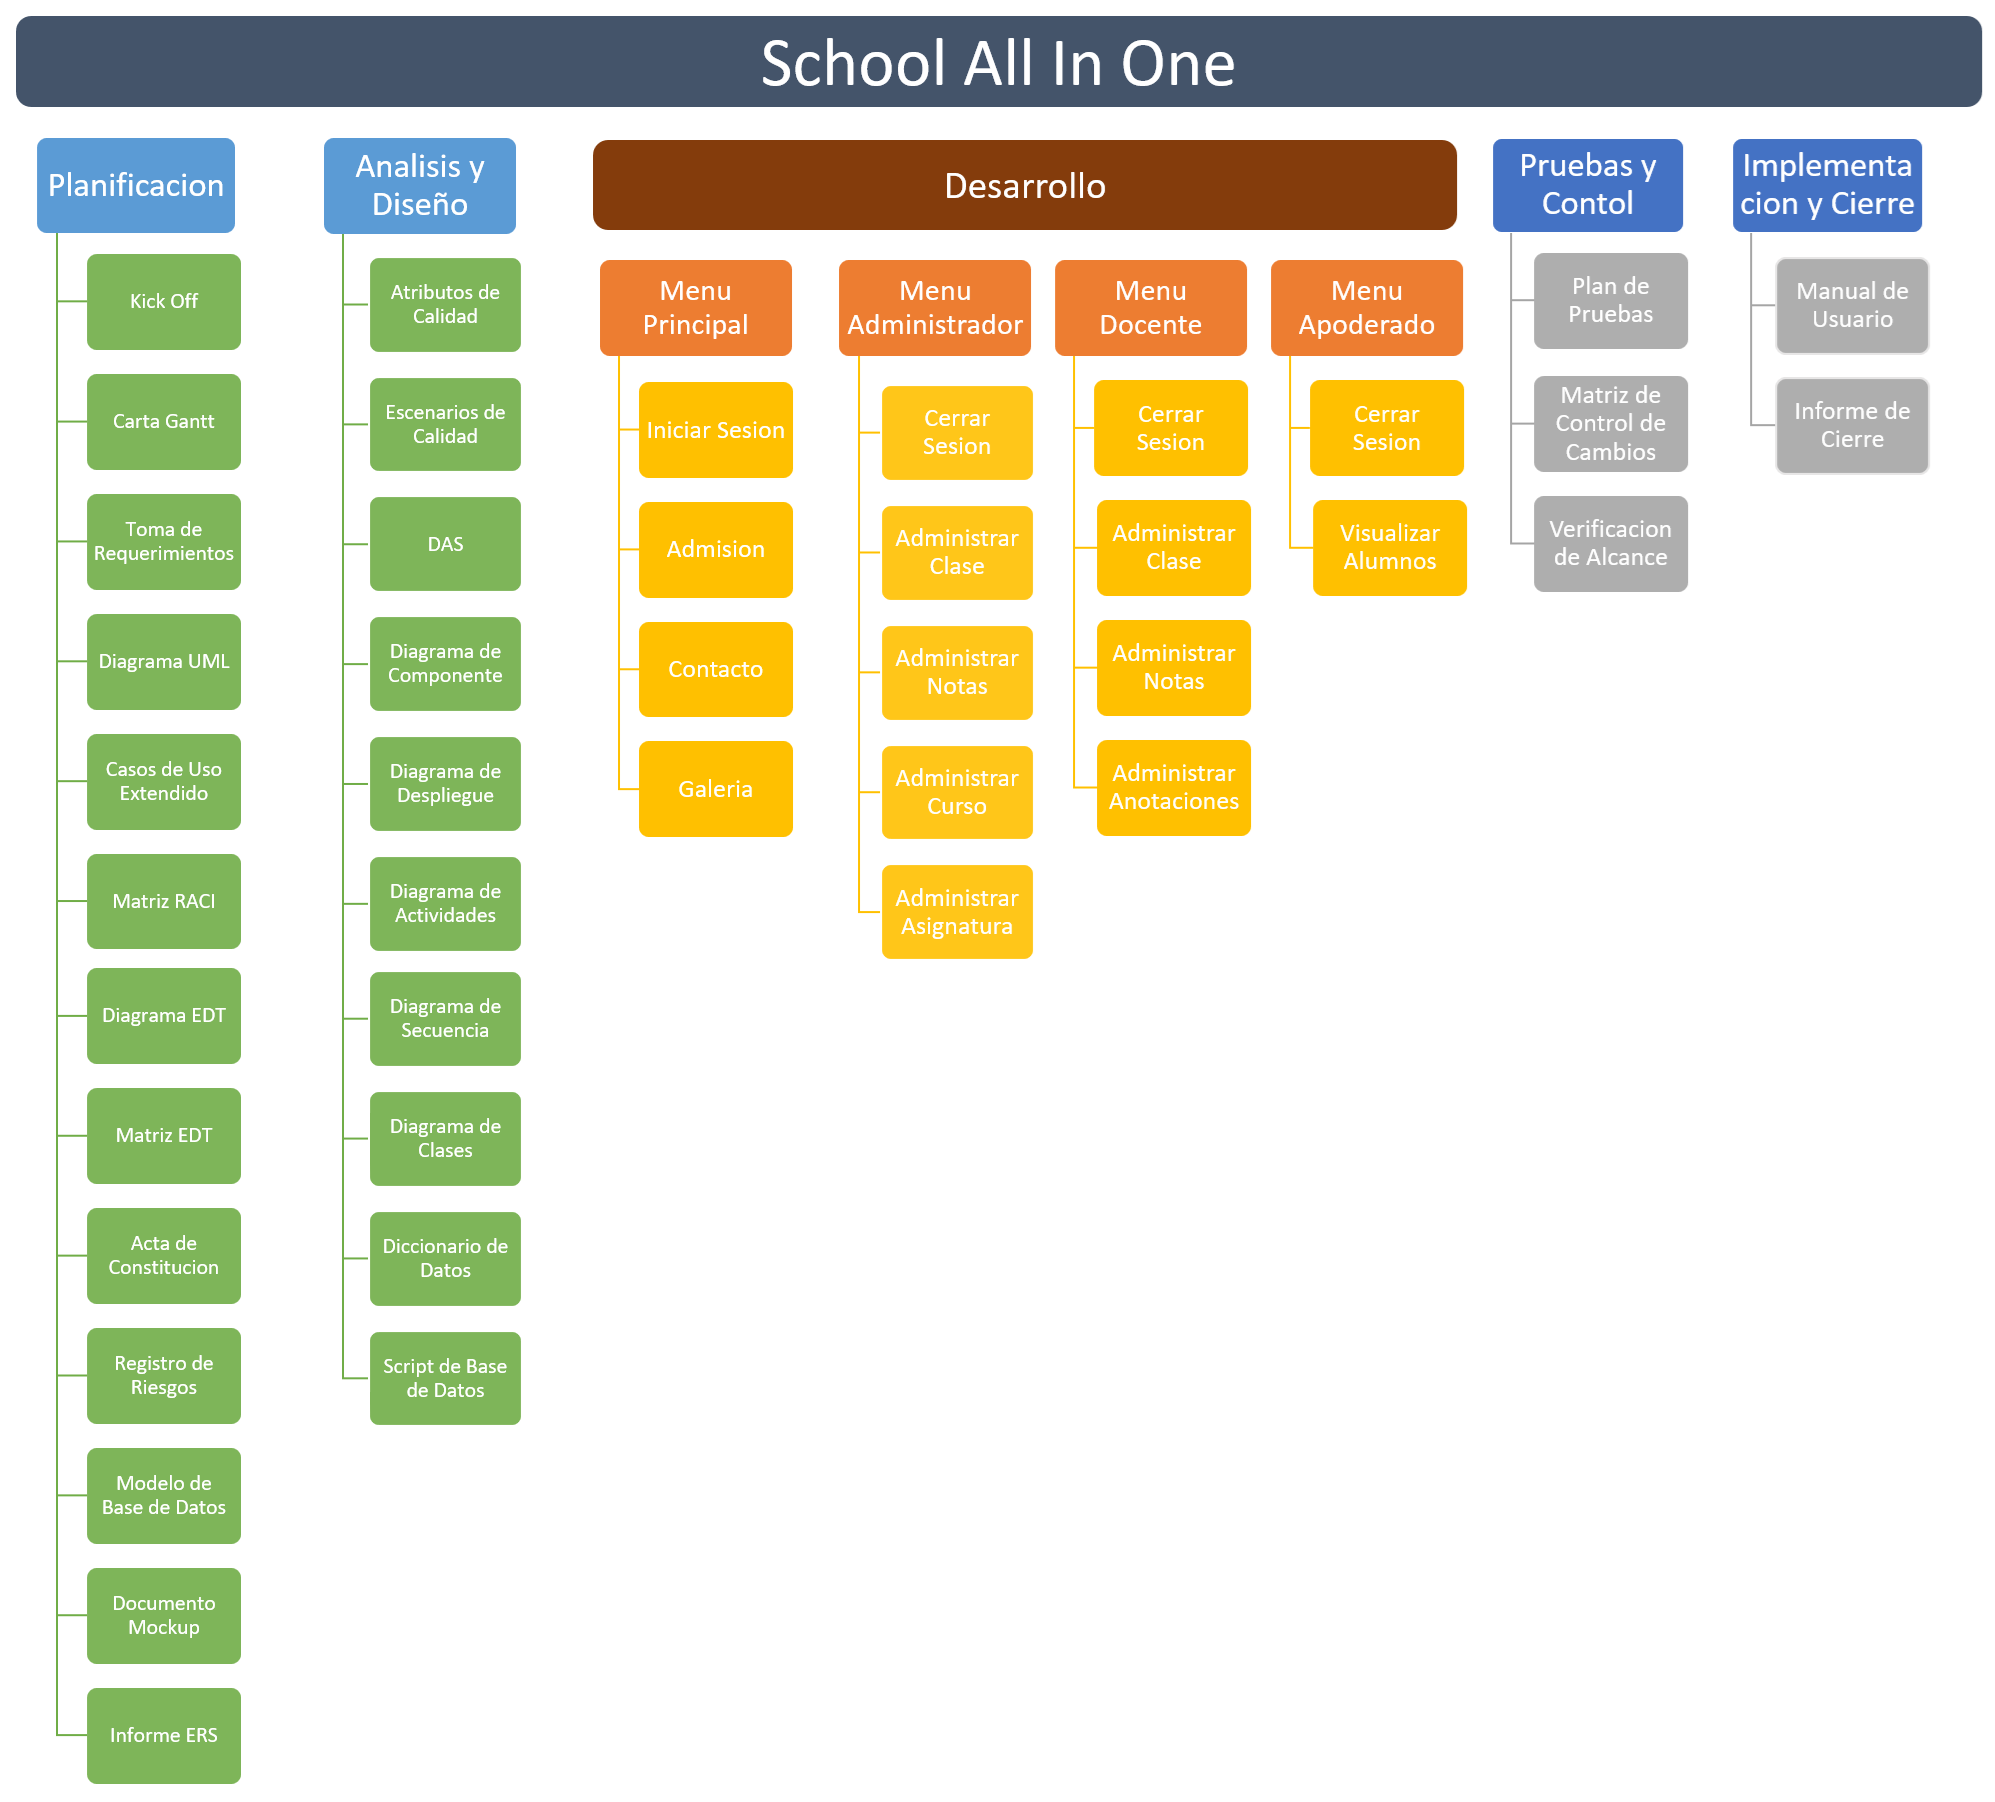 School All In One
Planificacion
Kick Off
Carta Gantt
Toma de
Requerimientos
Diagrama UML
Casos de Uso
Extendido
Matriz RACI
Diagrama EDT
Matriz EDT
Acta de
Constitucion
Registro de
Riesgos
Modelo de
Base de Datos
Documento
Mockup
Informe ERS
Analisis y
Diseño
Atributos de
Calidad
Escenarios de
Calidad
DAS
Diagrama de
Componente
Diagrama de
Despliegue
Diagrama de
Actividades
Diagrama de
Secuencia
Diagrama de
Clases
Diccionario de
Datos
Script de Base
de Datos
Desarrollo
Menu
Principal
Iniciar Sesion
Admision
Contacto
Galeria
Menu
Administrador
Cerrar
Sesion
Administrar
Clase
Administrar
Notas
Administrar
Curso
Administrar
Asignatura
Menu
Docente
Cerrar
Sesion
Administrar
Clase
Administrar
Notas
Administrar
Anotaciones
Menu
Apoderado
Cerrar
Sesion
Visualizar
Alumnos
Pruebas y
Contol
Plan de
Pruebas
Matriz de
Control de
Cambios
Verificacion
de Alcance
Implementa
cion y Cierre
Manual de
Usuario
Informe de
Cierre